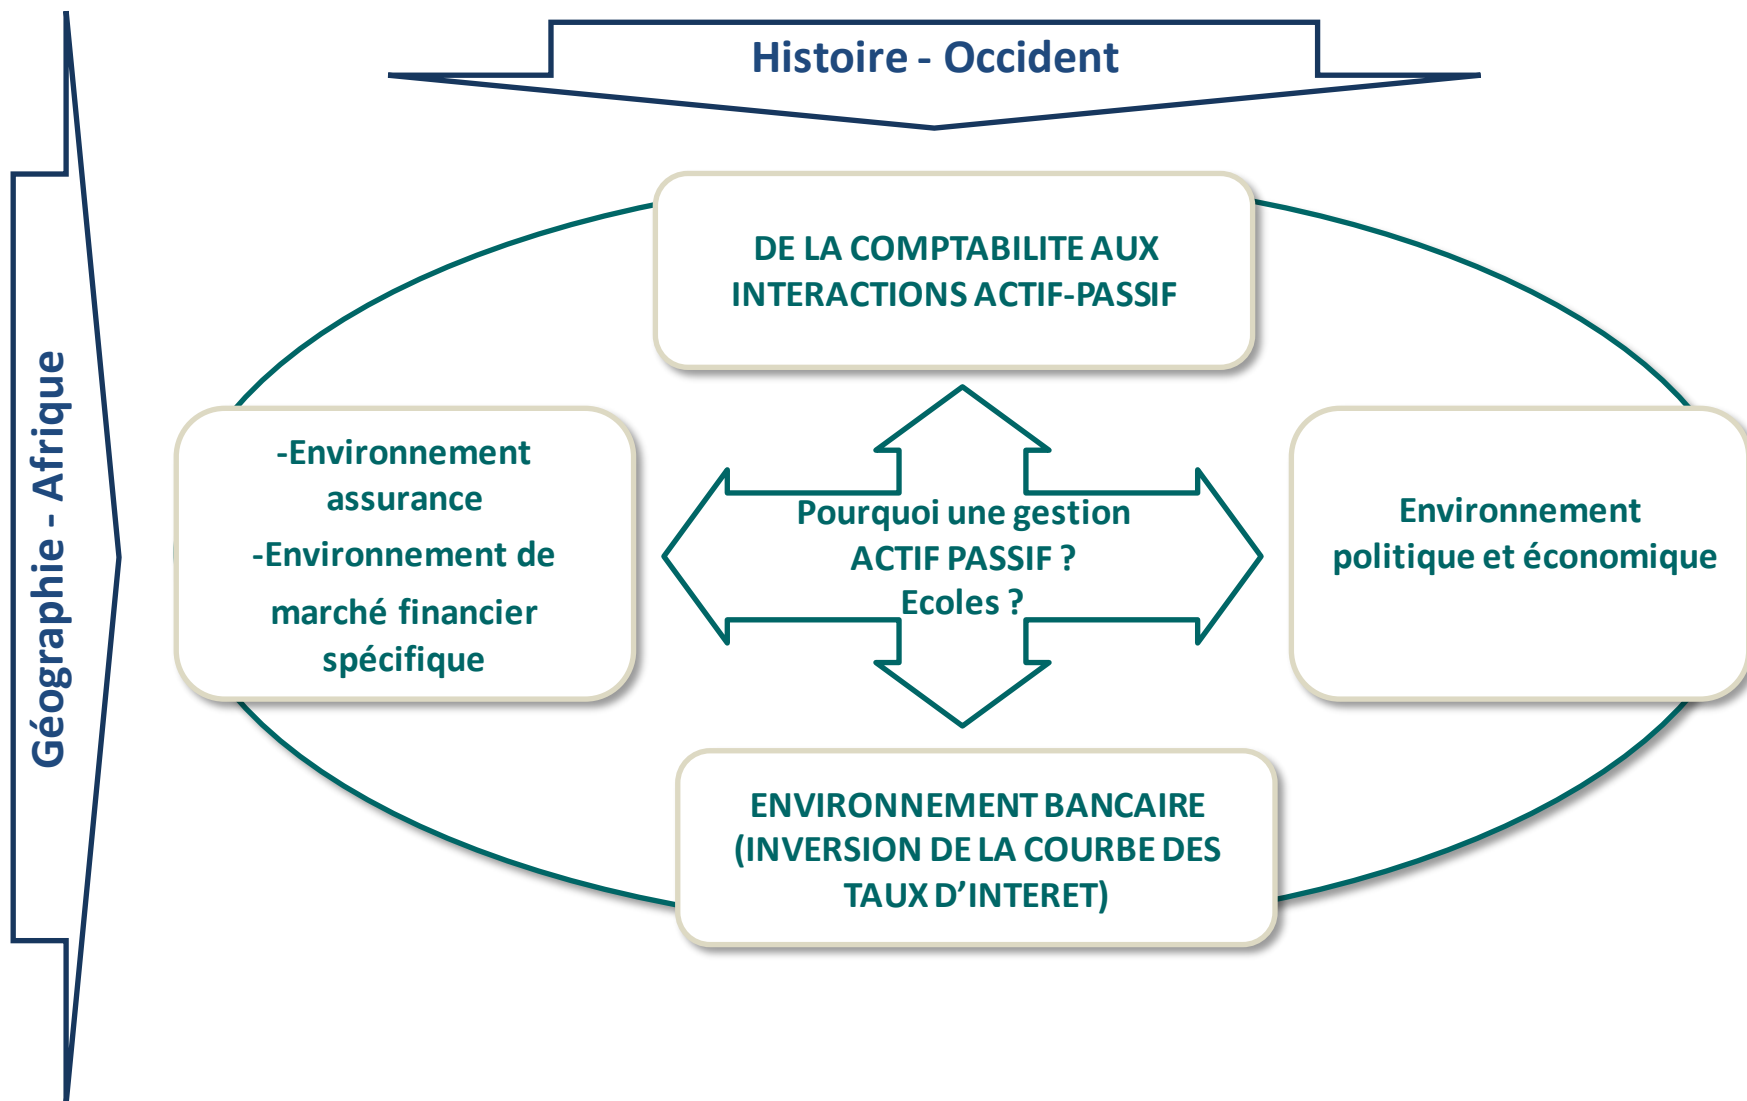 Histoire - Occident
Géographie - Afrique
DE LA COMPTABILITE AUX
INTERACTIONS ACTIF-PASSIF
-Environnement
assurance
-Environnement de
marché financier
spécifique
Pourquoi une gestion
ACTIF PASSIF ?
Ecoles ?
Environnement
politique et économique
ENVIRONNEMENT BANCAIRE
(INVERSION DE LA COURBE DES
TAUX D’INTERET)